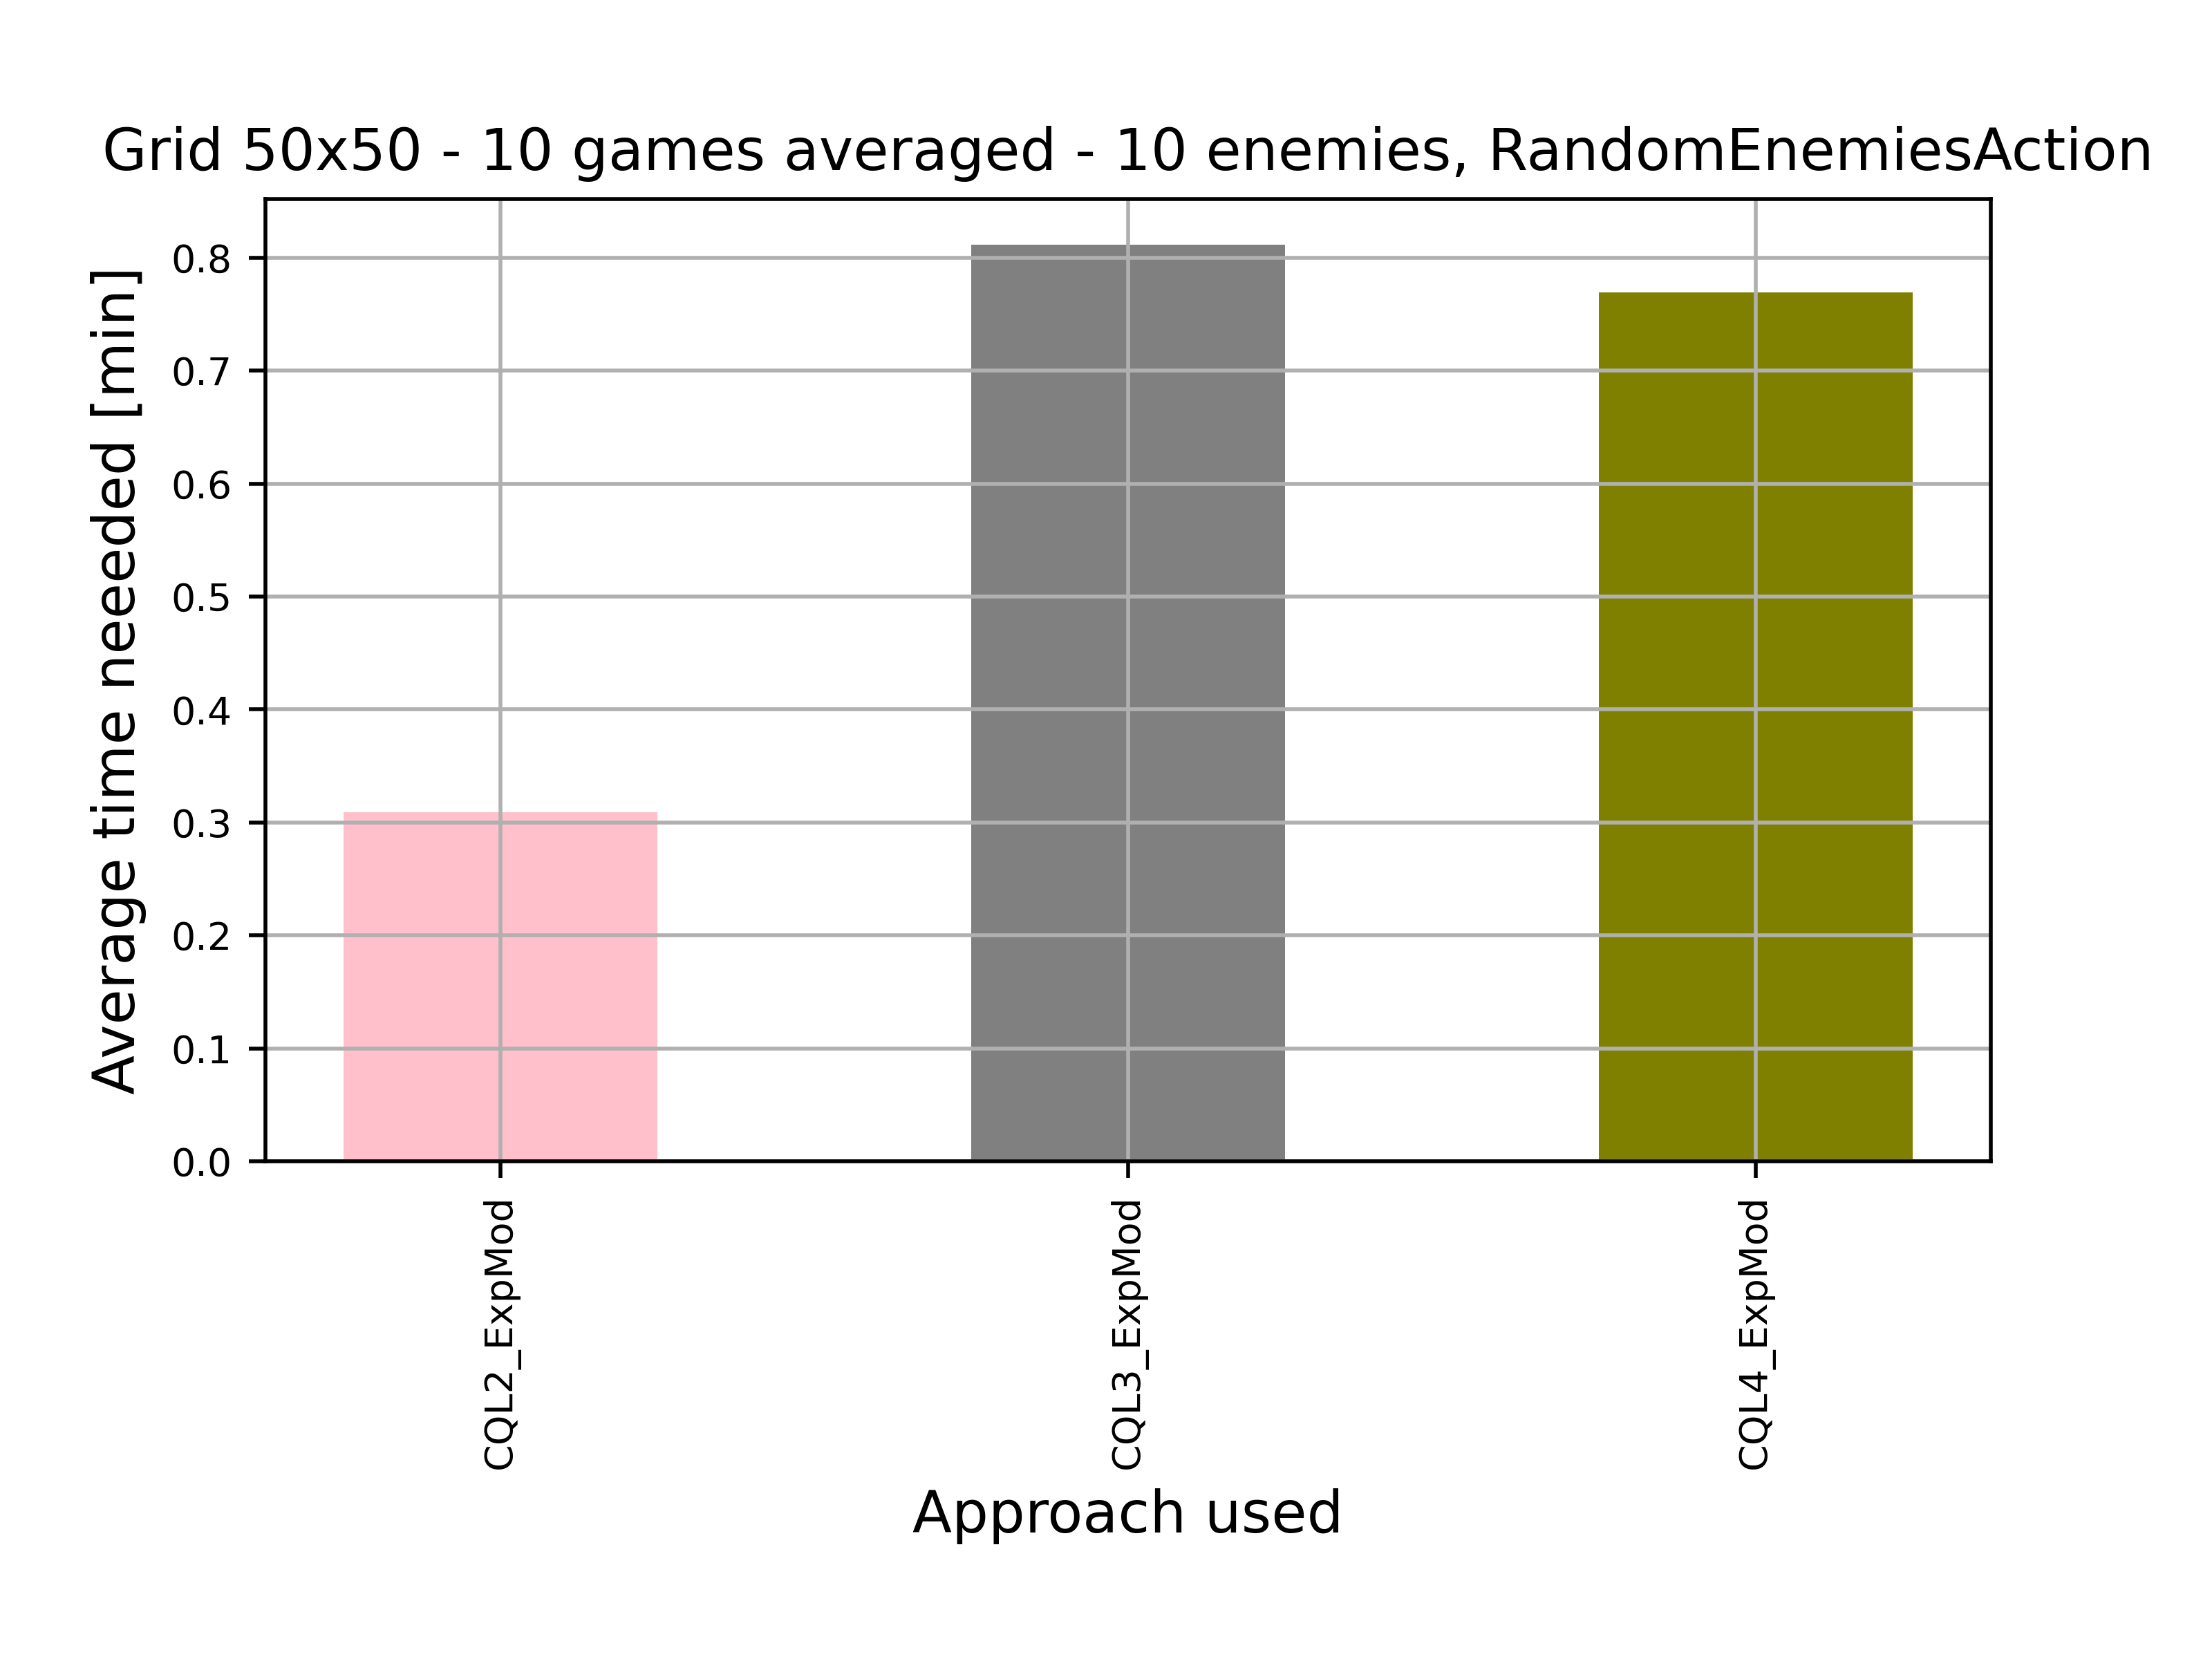 Grid 50x50 - 10 games averaged - 10 enemies, RandomEnemiesAction
Average time needed [min]
0.8
0.7
0.6
0.5
0.4
0.3
0.2
0.1
0.0
CQL2_ExpMod
CQL3_ExpMod
CQL4_ExpMod
Approach used